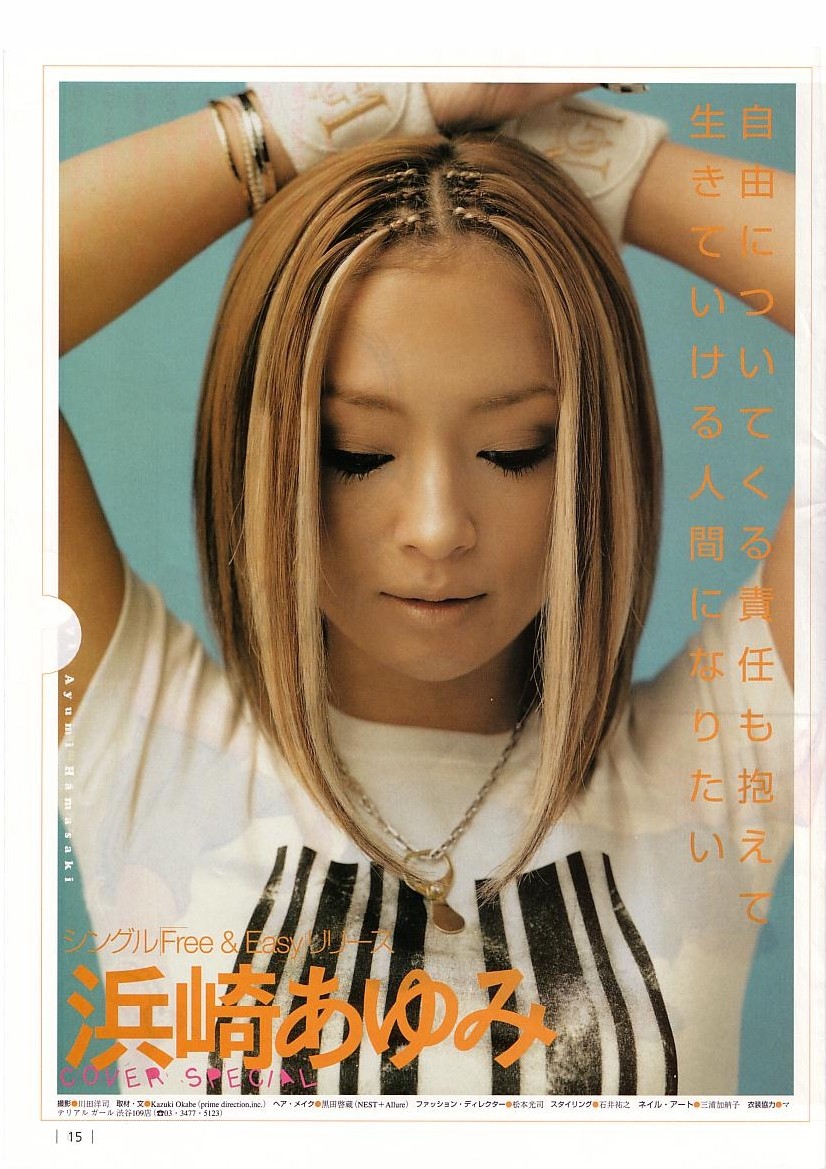 自由についてくる責任も抱えて
生きていける人間になりたい
Ayumi Hamasaki
シングル「Free & Easy」リリース
浜崎あゆみ
COVER SPECIAL
撮影●川田洋司 取材・文●Kazuki Okabe (prime direction,inc.) ヘア・メイク●黒田啓蔵 (NEST+Allure) ファッション・ディレクター●松本光司 スタイリング●石井祐之 ネイル・アート●三浦加納子 衣装協力●マ
テリアルガール 渋谷109店 (☎03・3477・5123)
| 15 |